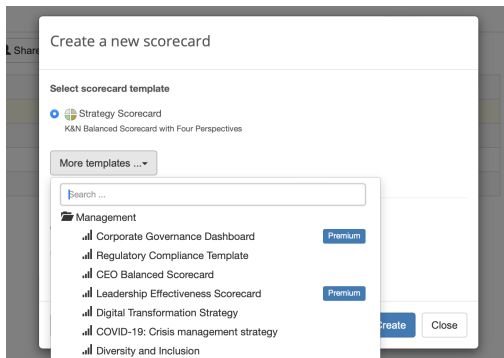 Share
Create a new scorecard
Select scorecard template
Strategy Scorecard
K&N Balanced Scorecard with Four Perspectives
More templates ...
Search ...
Management
Corporate Governance Dashboard Premium
Regulatory Compliance Template
CEO Balanced Scorecard
Leadership Effectiveness Scorecard Premium
Digital Transformation Strategy
COVID-19: Crisis management strategy
Diversity and Inclusion
Create Close